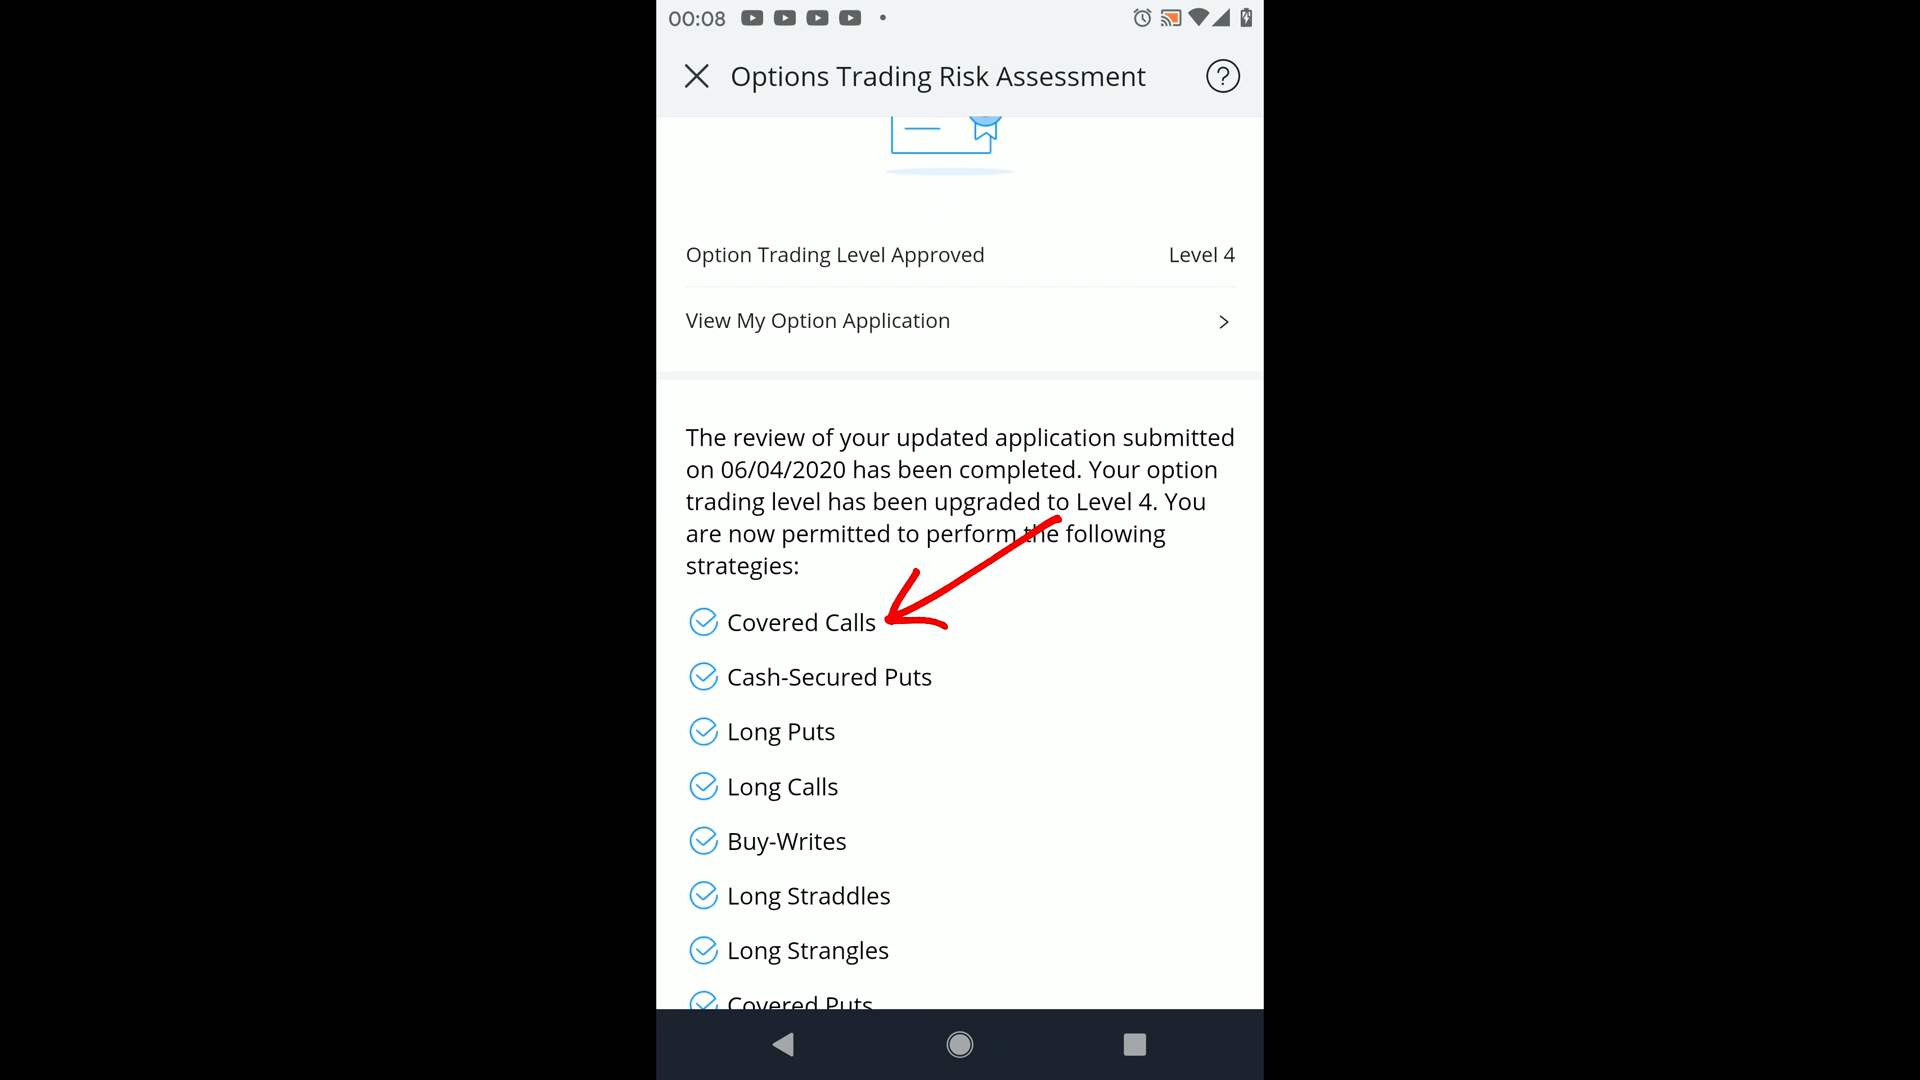 00:08
Options Trading Risk Assessment
?
Option Trading Level Approved Level 4
View My Option Application
The review of your updated application submitted
on 06/04/2020 has been completed. Your option
trading level has been upgraded to Level 4. You
are now permitted to perform the following
strategies:
Covered Calls
Cash-Secured Puts
Long Puts
Long Calls
Buy-Writes
Long Straddles
Long Strangles
Covered Puts